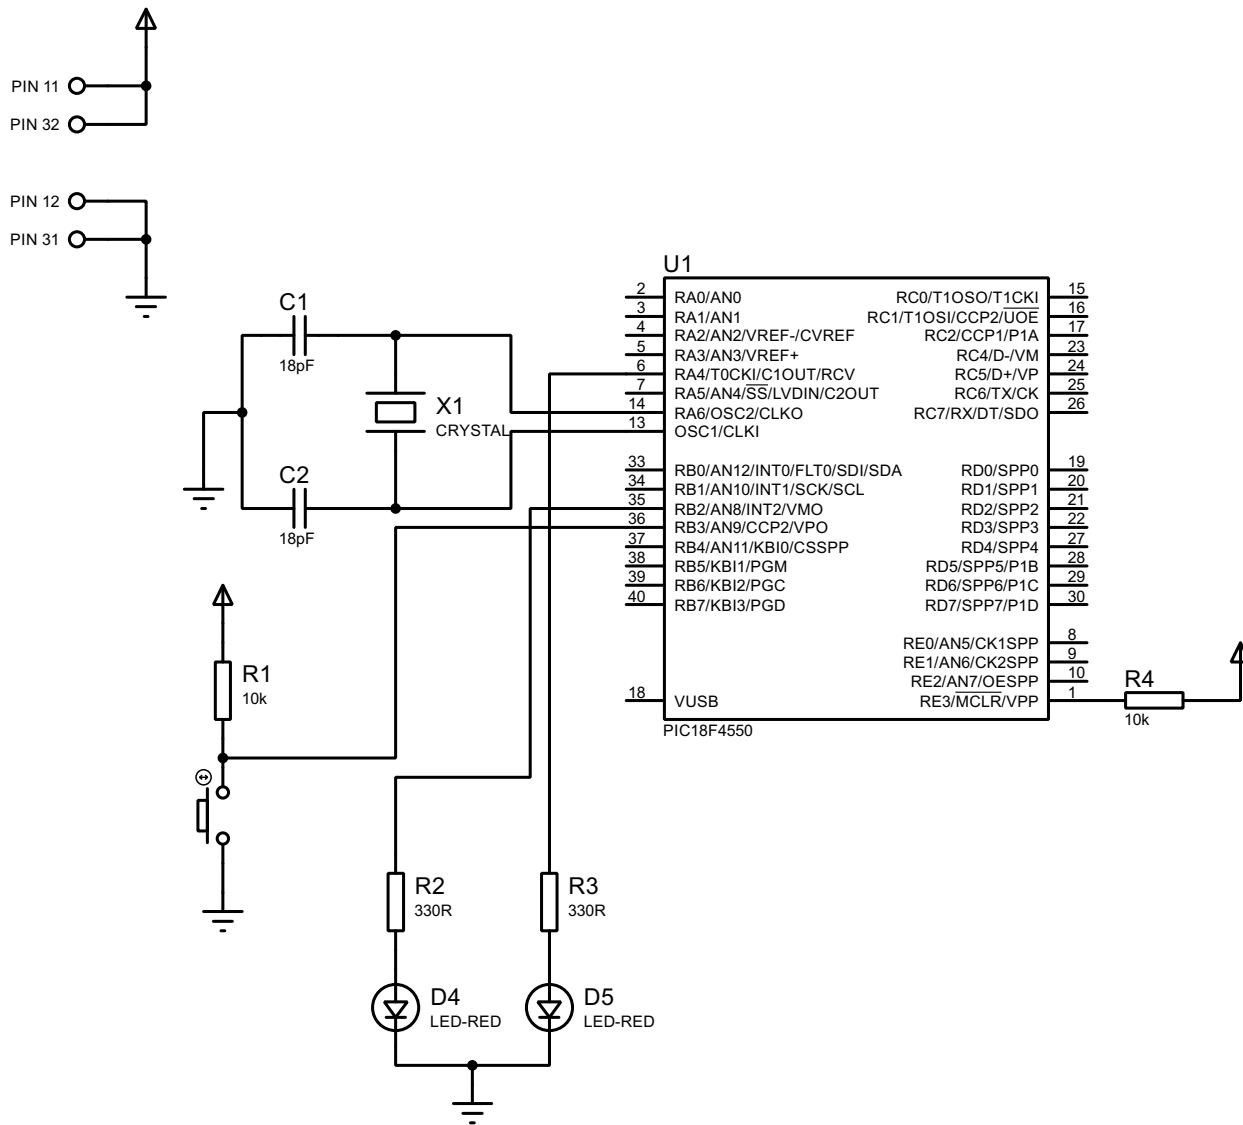 PIN 11
PIN 32
PIN 12
PIN 31
C1
18pF
X1
CRYSTAL
C2
18pF
U1
2 RA0/AN0
3 RA1/AN1
4 RA2/AN2/VREF-/CVREF
5 RA3/AN3/VREF+
6 RA4/T0CKI/C1OUT/RCV
7 RA5/AN4/SS/LVDIN/C2OUT
14 RA6/OSC2/CLKO
13 OSC1/CLKI
33 RB0/AN12/INT0/FLT0/SDI/SDA
34 RB1/AN10/INT1/SCK/SCL
35 RB2/AN8/INT2/VMO
36 RB3/AN9/CCP2/VPO
37 RB4/AN11/KBI0/CSSPP
38 RB5/KBI1/PGM
39 RB6/KBI2/PGC
40 RB7/KBI3/PGD
18 VUSB
RC0/T1OSO/T1CKI 15
RC1/T1OSI/CCP2/UOE 16
RC2/CCP1/P1A 17
RC4/D-/VM 23
RC5/D+/VP 24
RC6/TX/CK 25
RC7/RX/DT/SDO 26
RD0/SPP0 19
RD1/SPP1 20
RD2/SPP2 21
RD3/SPP3 22
RD4/SPP4 27
RD5/SPP5/P1B 28
RD6/SPP6/P1C 29
RD7/SPP7/P1D 30
RE0/AN5/CK1SPP 8
RE1/AN6/CK2SPP 9
RE2/AN7/OESPP 10
RE3/MCLR/VPP 1
PIC18F4550
R4
10k
R1
10k
R2
330R
R3
330R
D4
LED-RED
D5
LED-RED